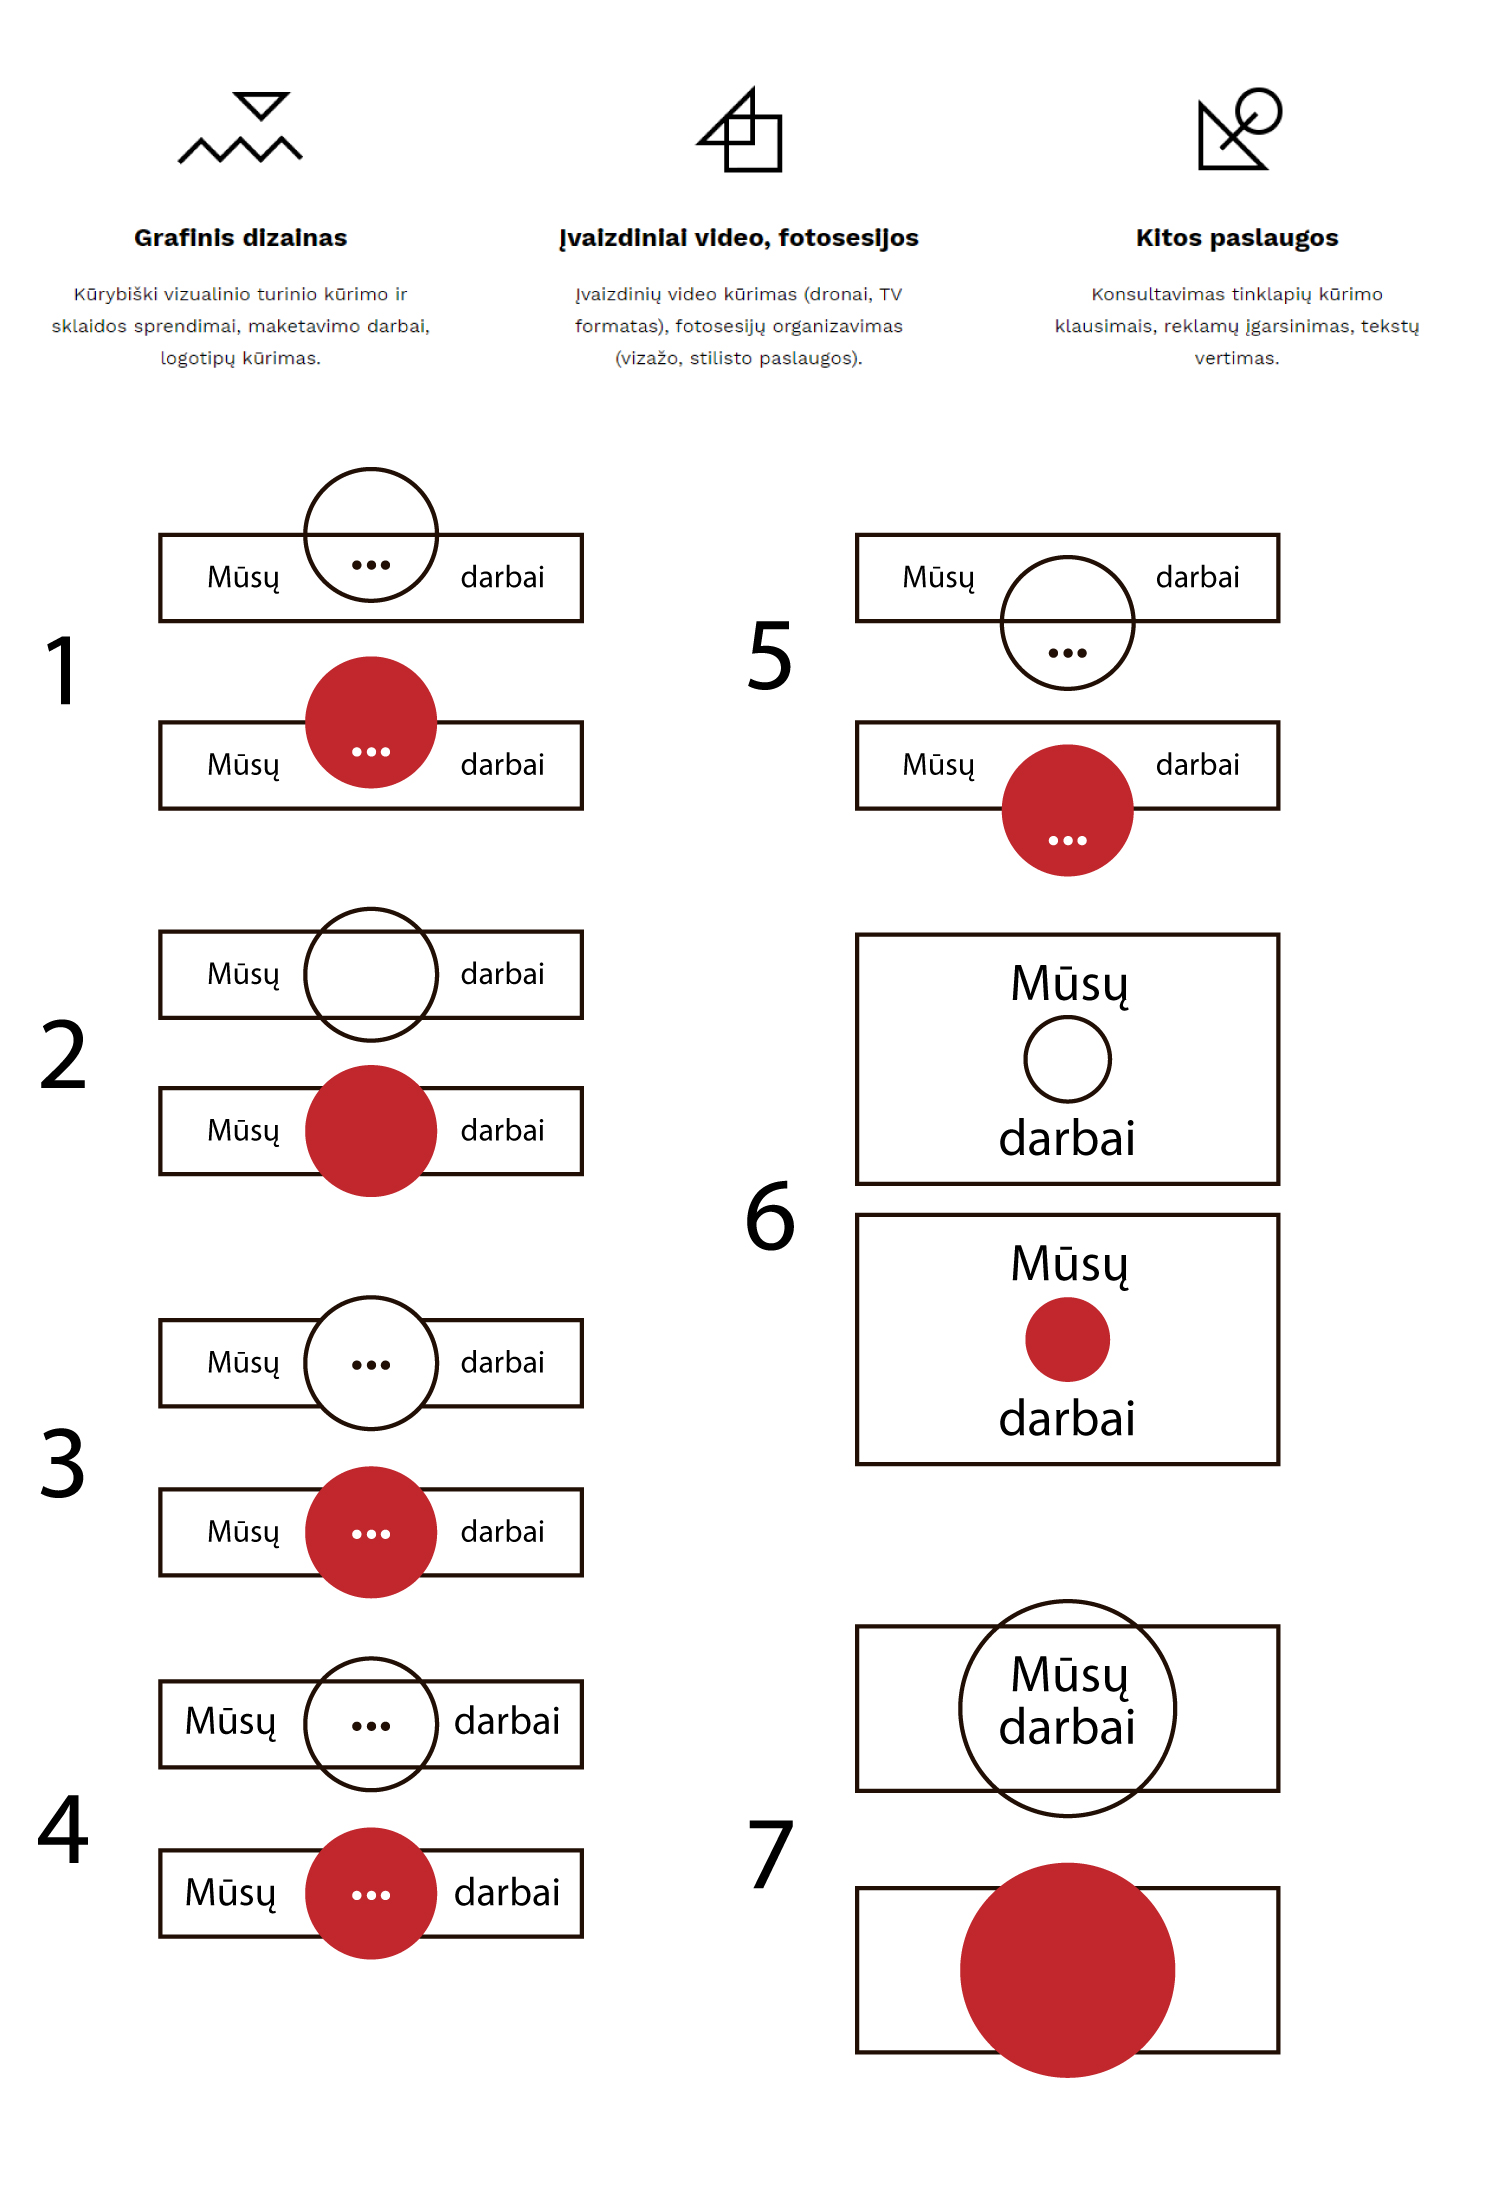 Grafinis dizainas
Kūrybiški vizualinio turinio kūrimo ir
sklaidos sprendimai, maketavimo darbai,
logotipų kūrimas.
Įvaizdiniai video, fotosesijos
Įvaizdinių video kūrimas (dronai, TV
formatas), fotosesijų organizavimas
(vizažo, stilisto paslaugos).
Kitos paslaugos
Konsultavimas tinklapių kūrimo
klausimais, reklamų įgarsinimas, tekstų
vertimas.
1
Mūsų ... darbai
Mūsų ... darbai
2
Mūsų darbai
Mūsų darbai
3
Mūsų ... darbai
Mūsų ... darbai
4
Mūsų ... darbai
Mūsų ... darbai
5
Mūsų ... darbai
Mūsų ... darbai
6
Mūsų
darbai
Mūsų
darbai
7
Mūsų
darbai